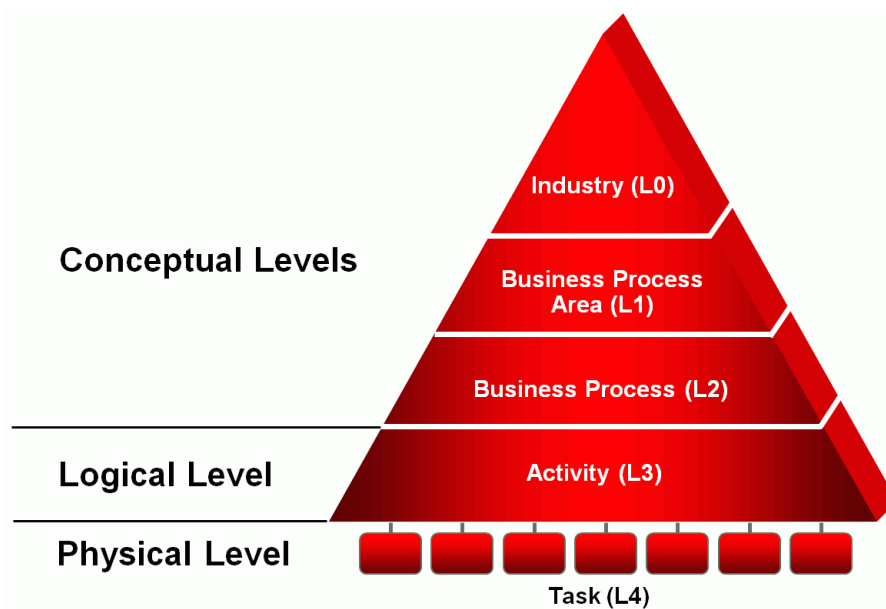 Industry (L0)
Conceptual Levels
Business Process
Area (L1)
Business Process (L2)
Logical Level
Activity (L3)
Physical Level
Task (L4)